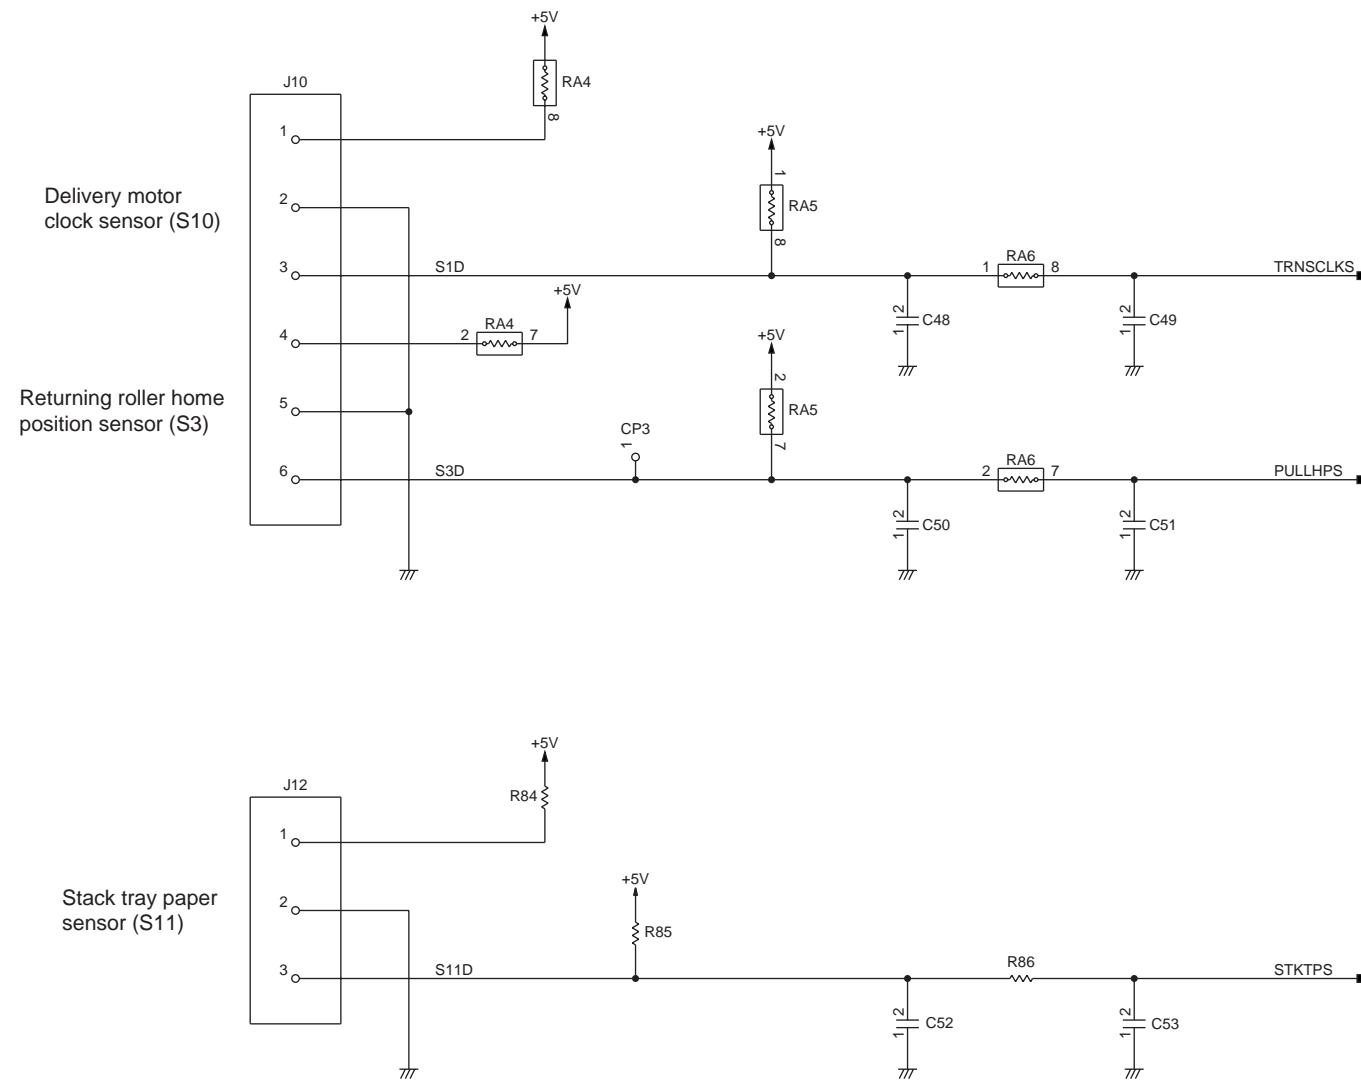 +5V
RA4
8
J10
1
+5V
1
RA5
8
Delivery motor
clock sensor (S10)
2
3
S1D
1
RA6
8
TRNSCLKS
+5V
2
RA4
7
4
1 2
C48
1 2
C49
+5V
2
RA5
7
Returning roller home
position sensor (S3)
5
CP3
1
6
S3D
2
RA6
7
PULLHPS
1 2
C50
1 2
C51
+5V
R84
J12
1
+5V
R85
Stack tray paper
sensor (S11)
2
3
S11D
R86
STKTPS
1 2
C52
1 2
C53